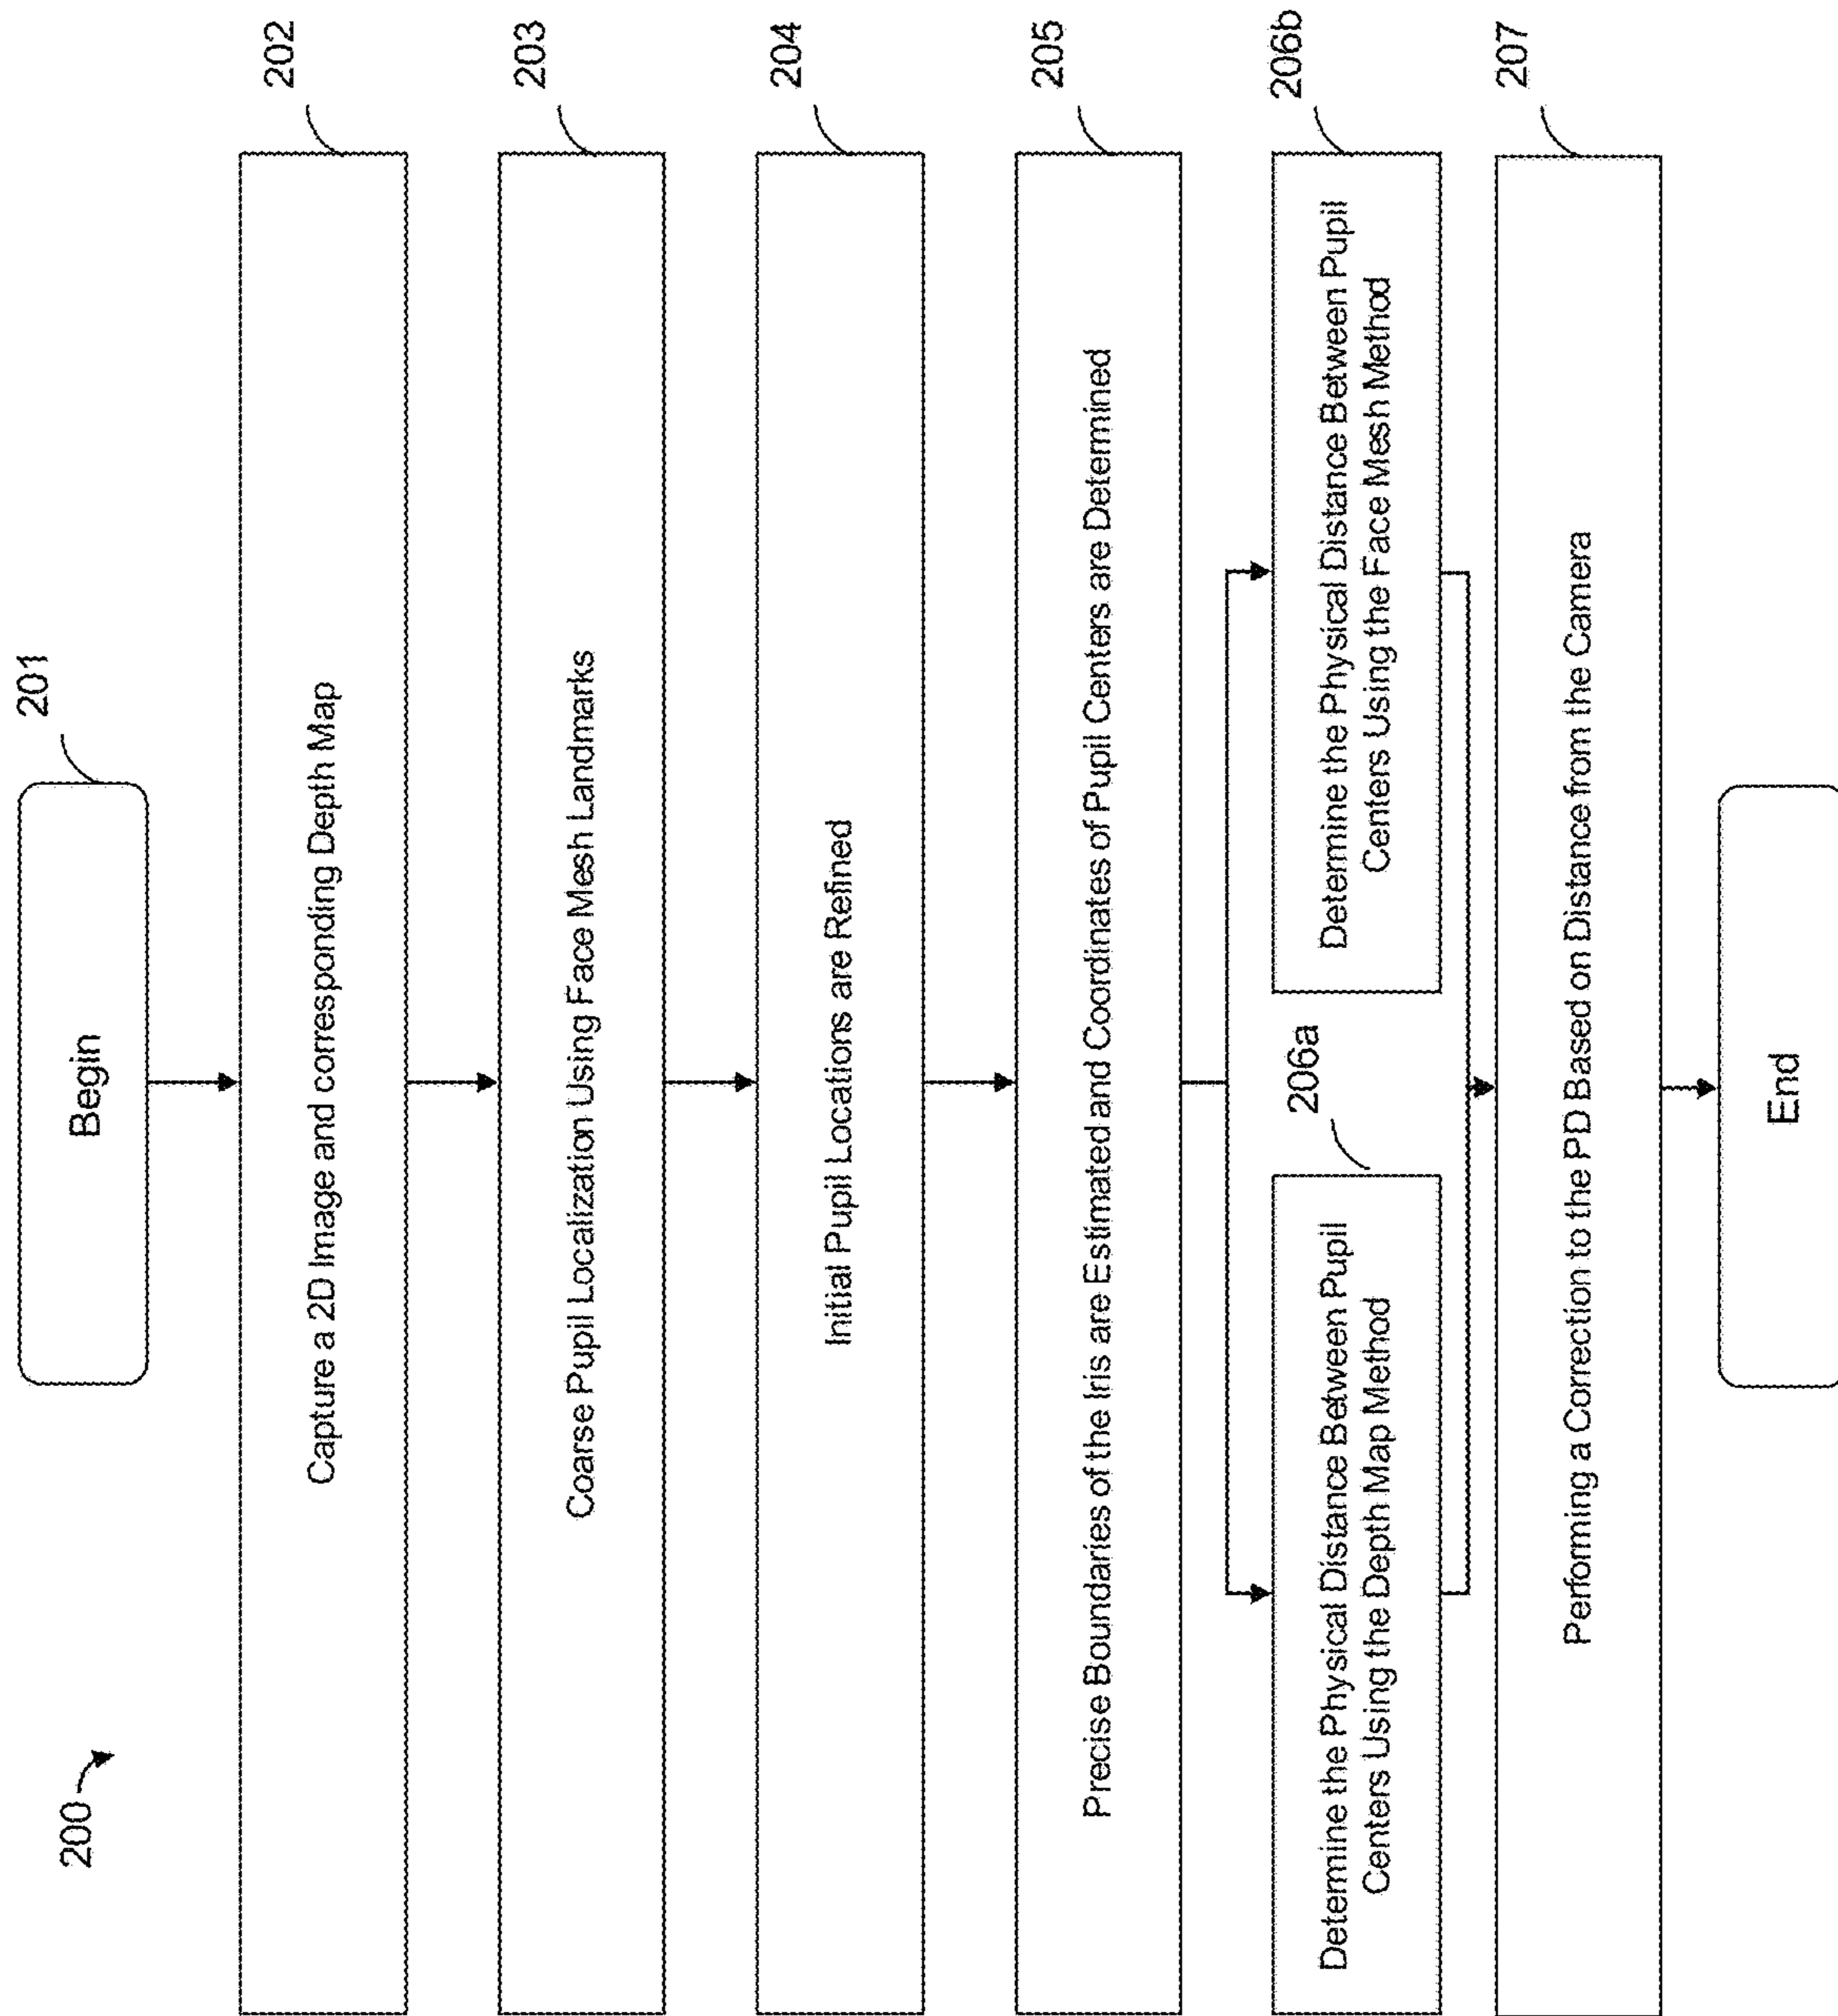 200
201
Begin
202
Capture a 2D Image and corresponding Depth Map
203
Coarse Pupil Localization Using Face Mesh Landmarks
204
Initial Pupil Locations are Refined
205
Precise Boundaries of the Iris are Estimated and Coordinates of Pupil Centers are Determined
206a
Determine the Physical Distance Between Pupil
Centers Using the Depth Map Method
206b
Determine the Physical Distance Between Pupil
Centers Using the Face Mesh Method
207
Performing a Correction to the PD Based on Distance from the Camera
End